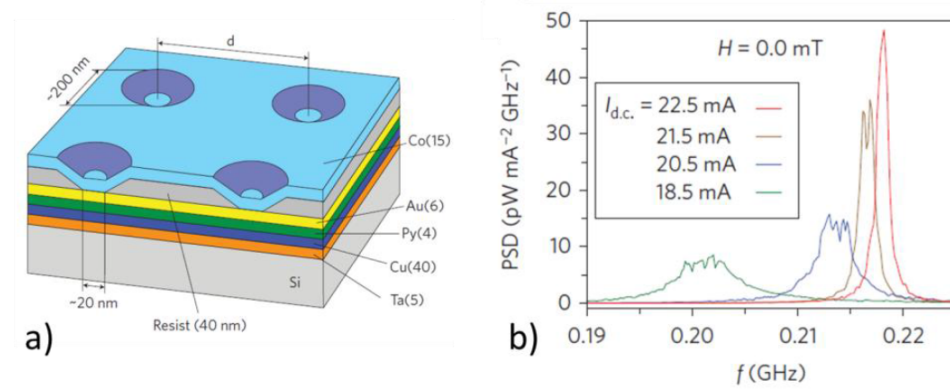 d
~200 nm
Co(15)
Au(6)
Py(4)
Cu(40)
Ta(5)
Si
~20 nm
Resist (40 nm)
a)
PSD (pW mA⁻² GHz⁻¹)
50
40
30
20
10
0
H = 0.0 mT
I d.c. = 22.5 mA
21.5 mA
20.5 mA
18.5 mA
0.19
0.20
0.21
0.22
f (GHz)
b)